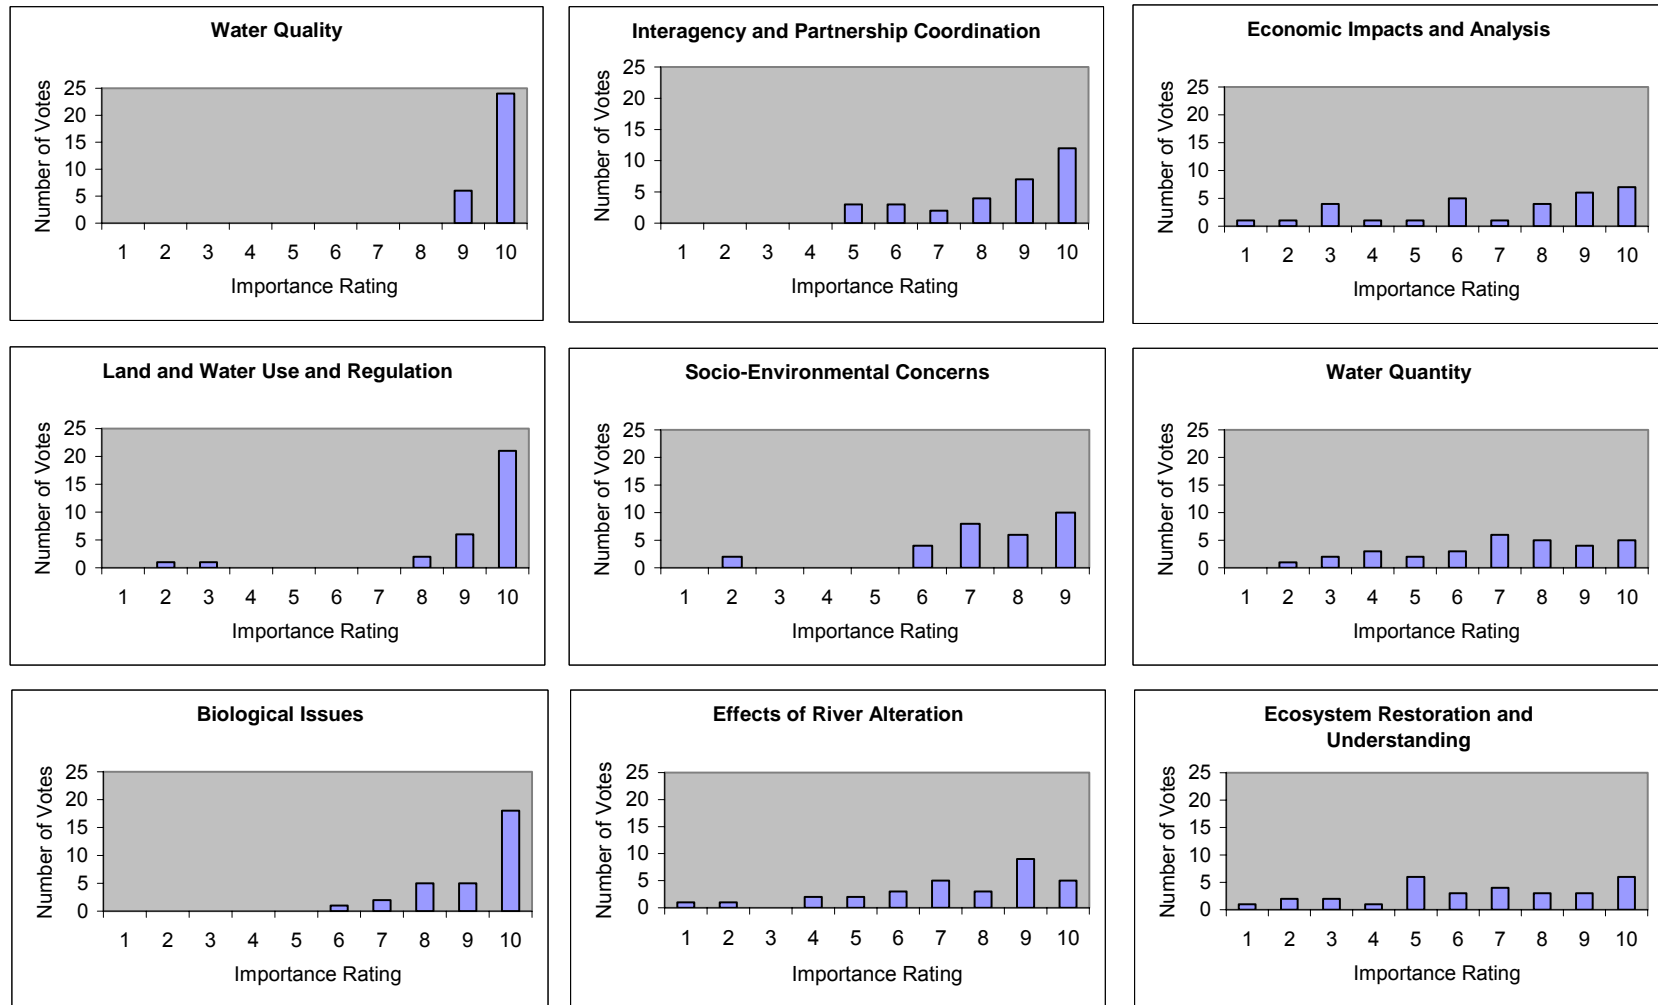 Water Quality
Number of Votes
25
20
15
10
5
0
1 2 3 4 5 6 7 8 9 10
Importance Rating
Interagency and Partnership Coordination
Number of Votes
25
20
15
10
5
0
1 2 3 4 5 6 7 8 9 10
Importance Rating
Economic Impacts and Analysis
Number of Votes
25
20
15
10
5
0
1 2 3 4 5 6 7 8 9 10
Importance Rating
Land and Water Use and Regulation
Number of Votes
25
20
15
10
5
0
1 2 3 4 5 6 7 8 9 10
Importance Rating
Socio-Environmental Concerns
Number of Votes
25
20
15
10
5
0
1 2 3 4 5 6 7 8 9
Importance Rating
Water Quantity
Number of Votes
25
20
15
10
5
0
1 2 3 4 5 6 7 8 9 10
Importance Rating
Biological Issues
Number of Votes
25
20
15
10
5
0
1 2 3 4 5 6 7 8 9 10
Importance Rating
Effects of River Alteration
Number of Votes
25
20
15
10
5
0
1 2 3 4 5 6 7 8 9 10
Importance Rating
Ecosystem Restoration and
Understanding
Number of Votes
25
20
15
10
5
0
1 2 3 4 5 6 7 8 9 10
Importance Rating